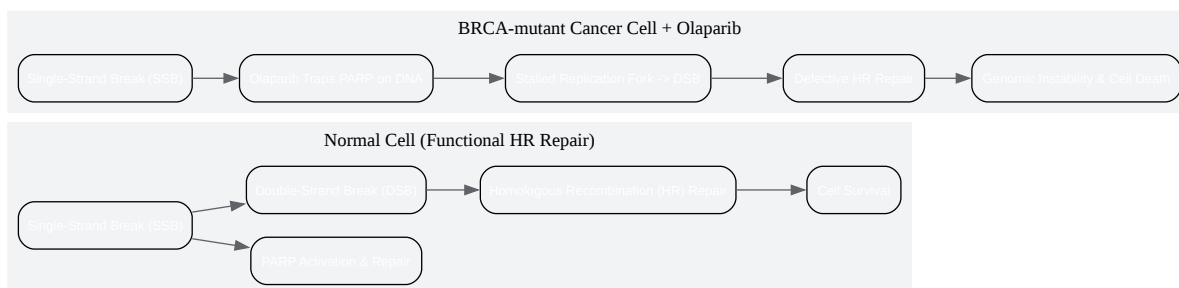 BRCA-mutant Cancer Cell + Olaparib
Single-Strand Break (SSB)
Olaparib Traps PARP on DNA
Stalled Replication Fork -> DSB
Defective HR Repair
Genomic Instability & Cell Death
Normal Cell (Functional HR Repair)
Double-Strand Break (DSB)
Homologous Recombination (HR) Repair
Cell Survival
Single-Strand Break (SSB)
PARP Activation & Repair